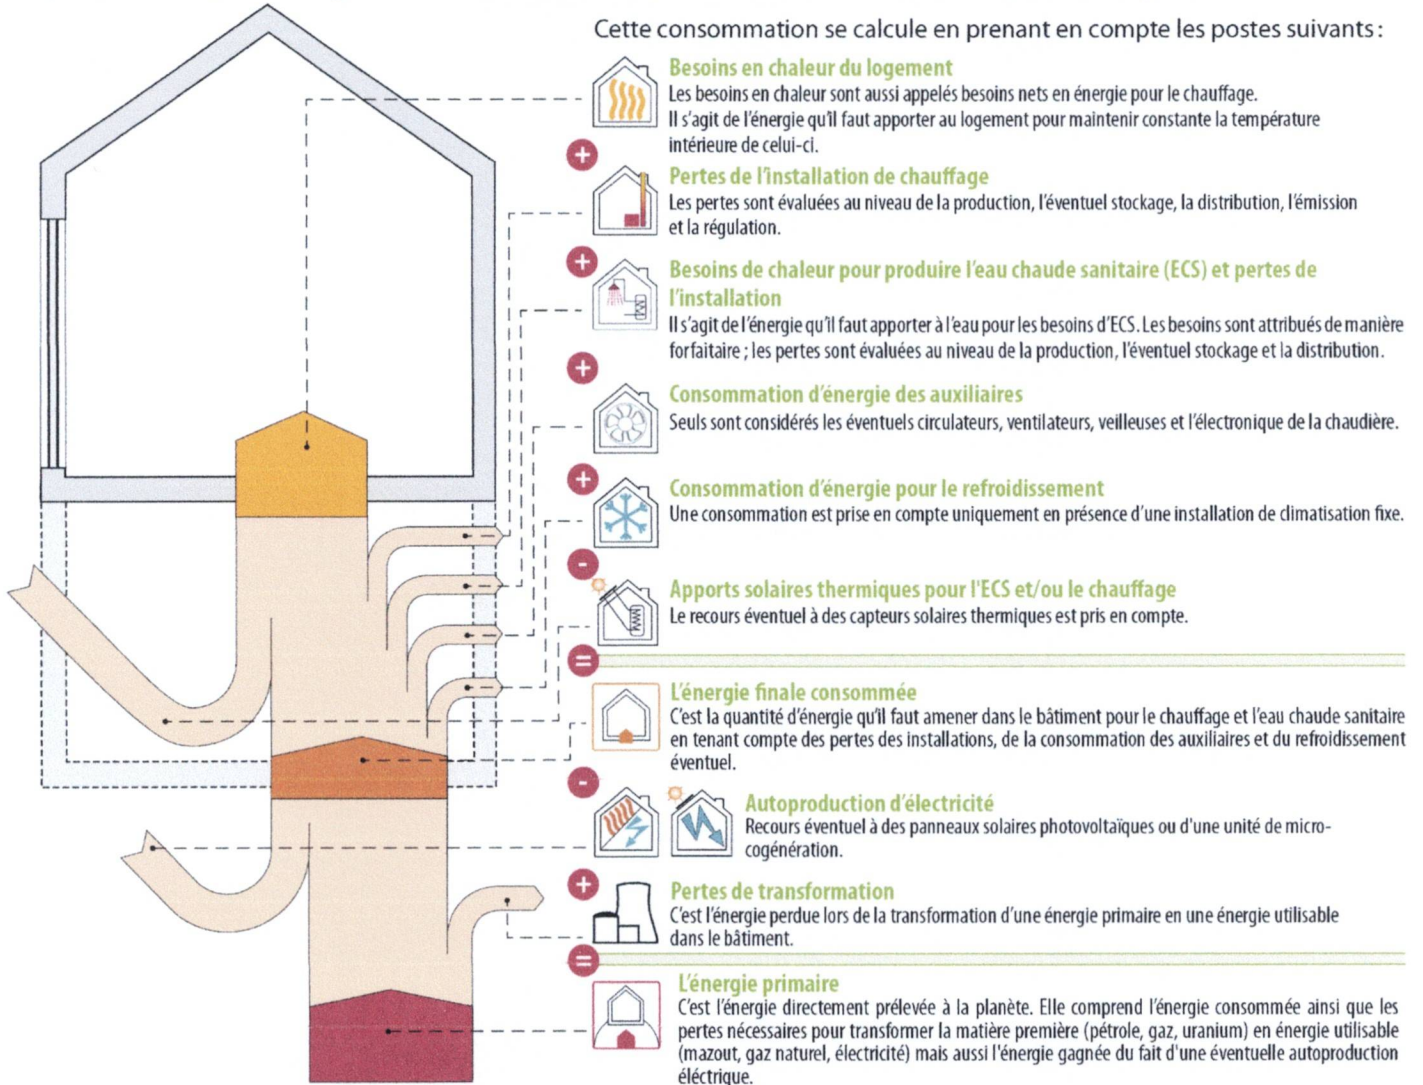 Cette consommation se calcule en prenant en compte les postes suivants :
Besoins en chaleur du logement
Les besoins en chaleur sont aussi appelés besoins nets en énergie pour le chauffage.
Il s'agit de l'énergie qu'il faut apporter au logement pour maintenir constante la température
intérieure de celui-ci.
+
Pertes de l'installation de chauffage
Les pertes sont évaluées au niveau de la production, l'éventuel stockage, la distribution, l'émission
et la régulation.
+
Besoins de chaleur pour produire l'eau chaude sanitaire (ECS) et pertes de
l'installation
Il s'agit de l'énergie qu'il faut apporter à l'eau pour les besoins d'ECS. Les besoins sont attribués de manière
forfaitaire ; les pertes sont évaluées au niveau de la production, l'éventuel stockage et la distribution.
+
Consommation d'énergie des auxiliaires
Seuls sont considérés les éventuels circulateurs, ventilateurs, veilleuses et l'électronique de la chaudière.
+
Consommation d'énergie pour le refroidissement
Une consommation est prise en compte uniquement en présence d'une installation de climatisation fixe.
-
Apports solaires thermiques pour l'ECS et/ou le chauffage
Le recours éventuel à des capteurs solaires thermiques est pris en compte.
=
L'énergie finale consommée
C'est la quantité d'énergie qu'il faut amener dans le bâtiment pour le chauffage et l'eau chaude sanitaire
en tenant compte des pertes des installations, de la consommation des auxiliaires et du refroidissement
éventuel.
-
Autoproduction d'électricité
Recours éventuel à des panneaux solaires photovoltaïques ou d'une unité de micro-
cogénération.
+
Pertes de transformation
C'est l'énergie perdue lors de la transformation d'une énergie primaire en une énergie utilisable
dans le bâtiment.
=
L'énergie primaire
C'est l'énergie directement prélevée à la planète. Elle comprend l'énergie consommée ainsi que les
pertes nécessaires pour transformer la matière première (pétrole, gaz, uranium) en énergie utilisable
(mazout, gaz naturel, électricité) mais aussi l'énergie gagnée du fait d'une éventuelle autoproduction
éléctrique.